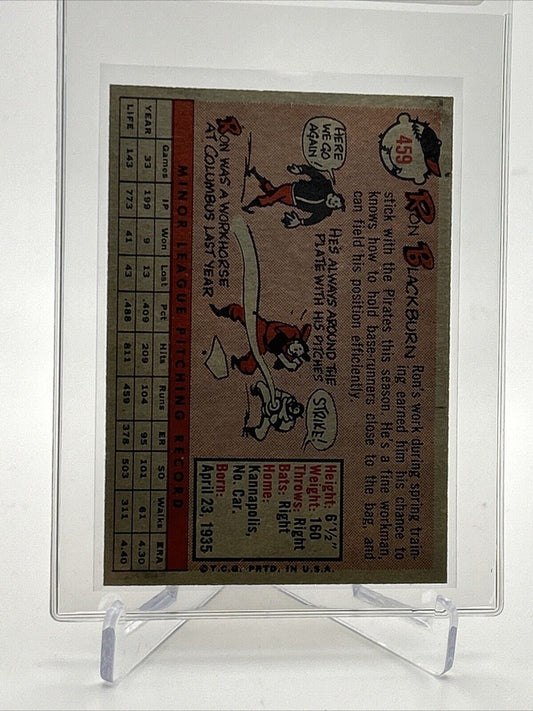 459
RON BLACKBURN
Ron's work during spring train-
ing earned him his chance to
stick with the Pirates this season. He's a fine workman,
knows how to hold base-runners close to the bag, and
can field his position efficiently.
HERE
WE GO
AGAIN
HE'S ALWAYS AROUND THE
PLATE WITH HIS PITCHES
STRIKE!
RON WAS A WORKHORSE
AT COLUMBUS LAST YEAR
Height: 6' ½"
Weight: 160
Throws: Right
Bats: Right
Home:
Kannapolis,
No. Car.
Born:
April 23, 1935
MINOR LEAGUE PITCHING RECORD
YEAR Games IP Won Lost Pct Hits Runs ER SO Walks ERA
YEAR 33 199 9 13 .409 209 104 95 101 61 4.30
LIFE 143 773 41 43 .488 811 459 378 503 311 4.40
© T.C.G. PRTD. IN U.S.A.